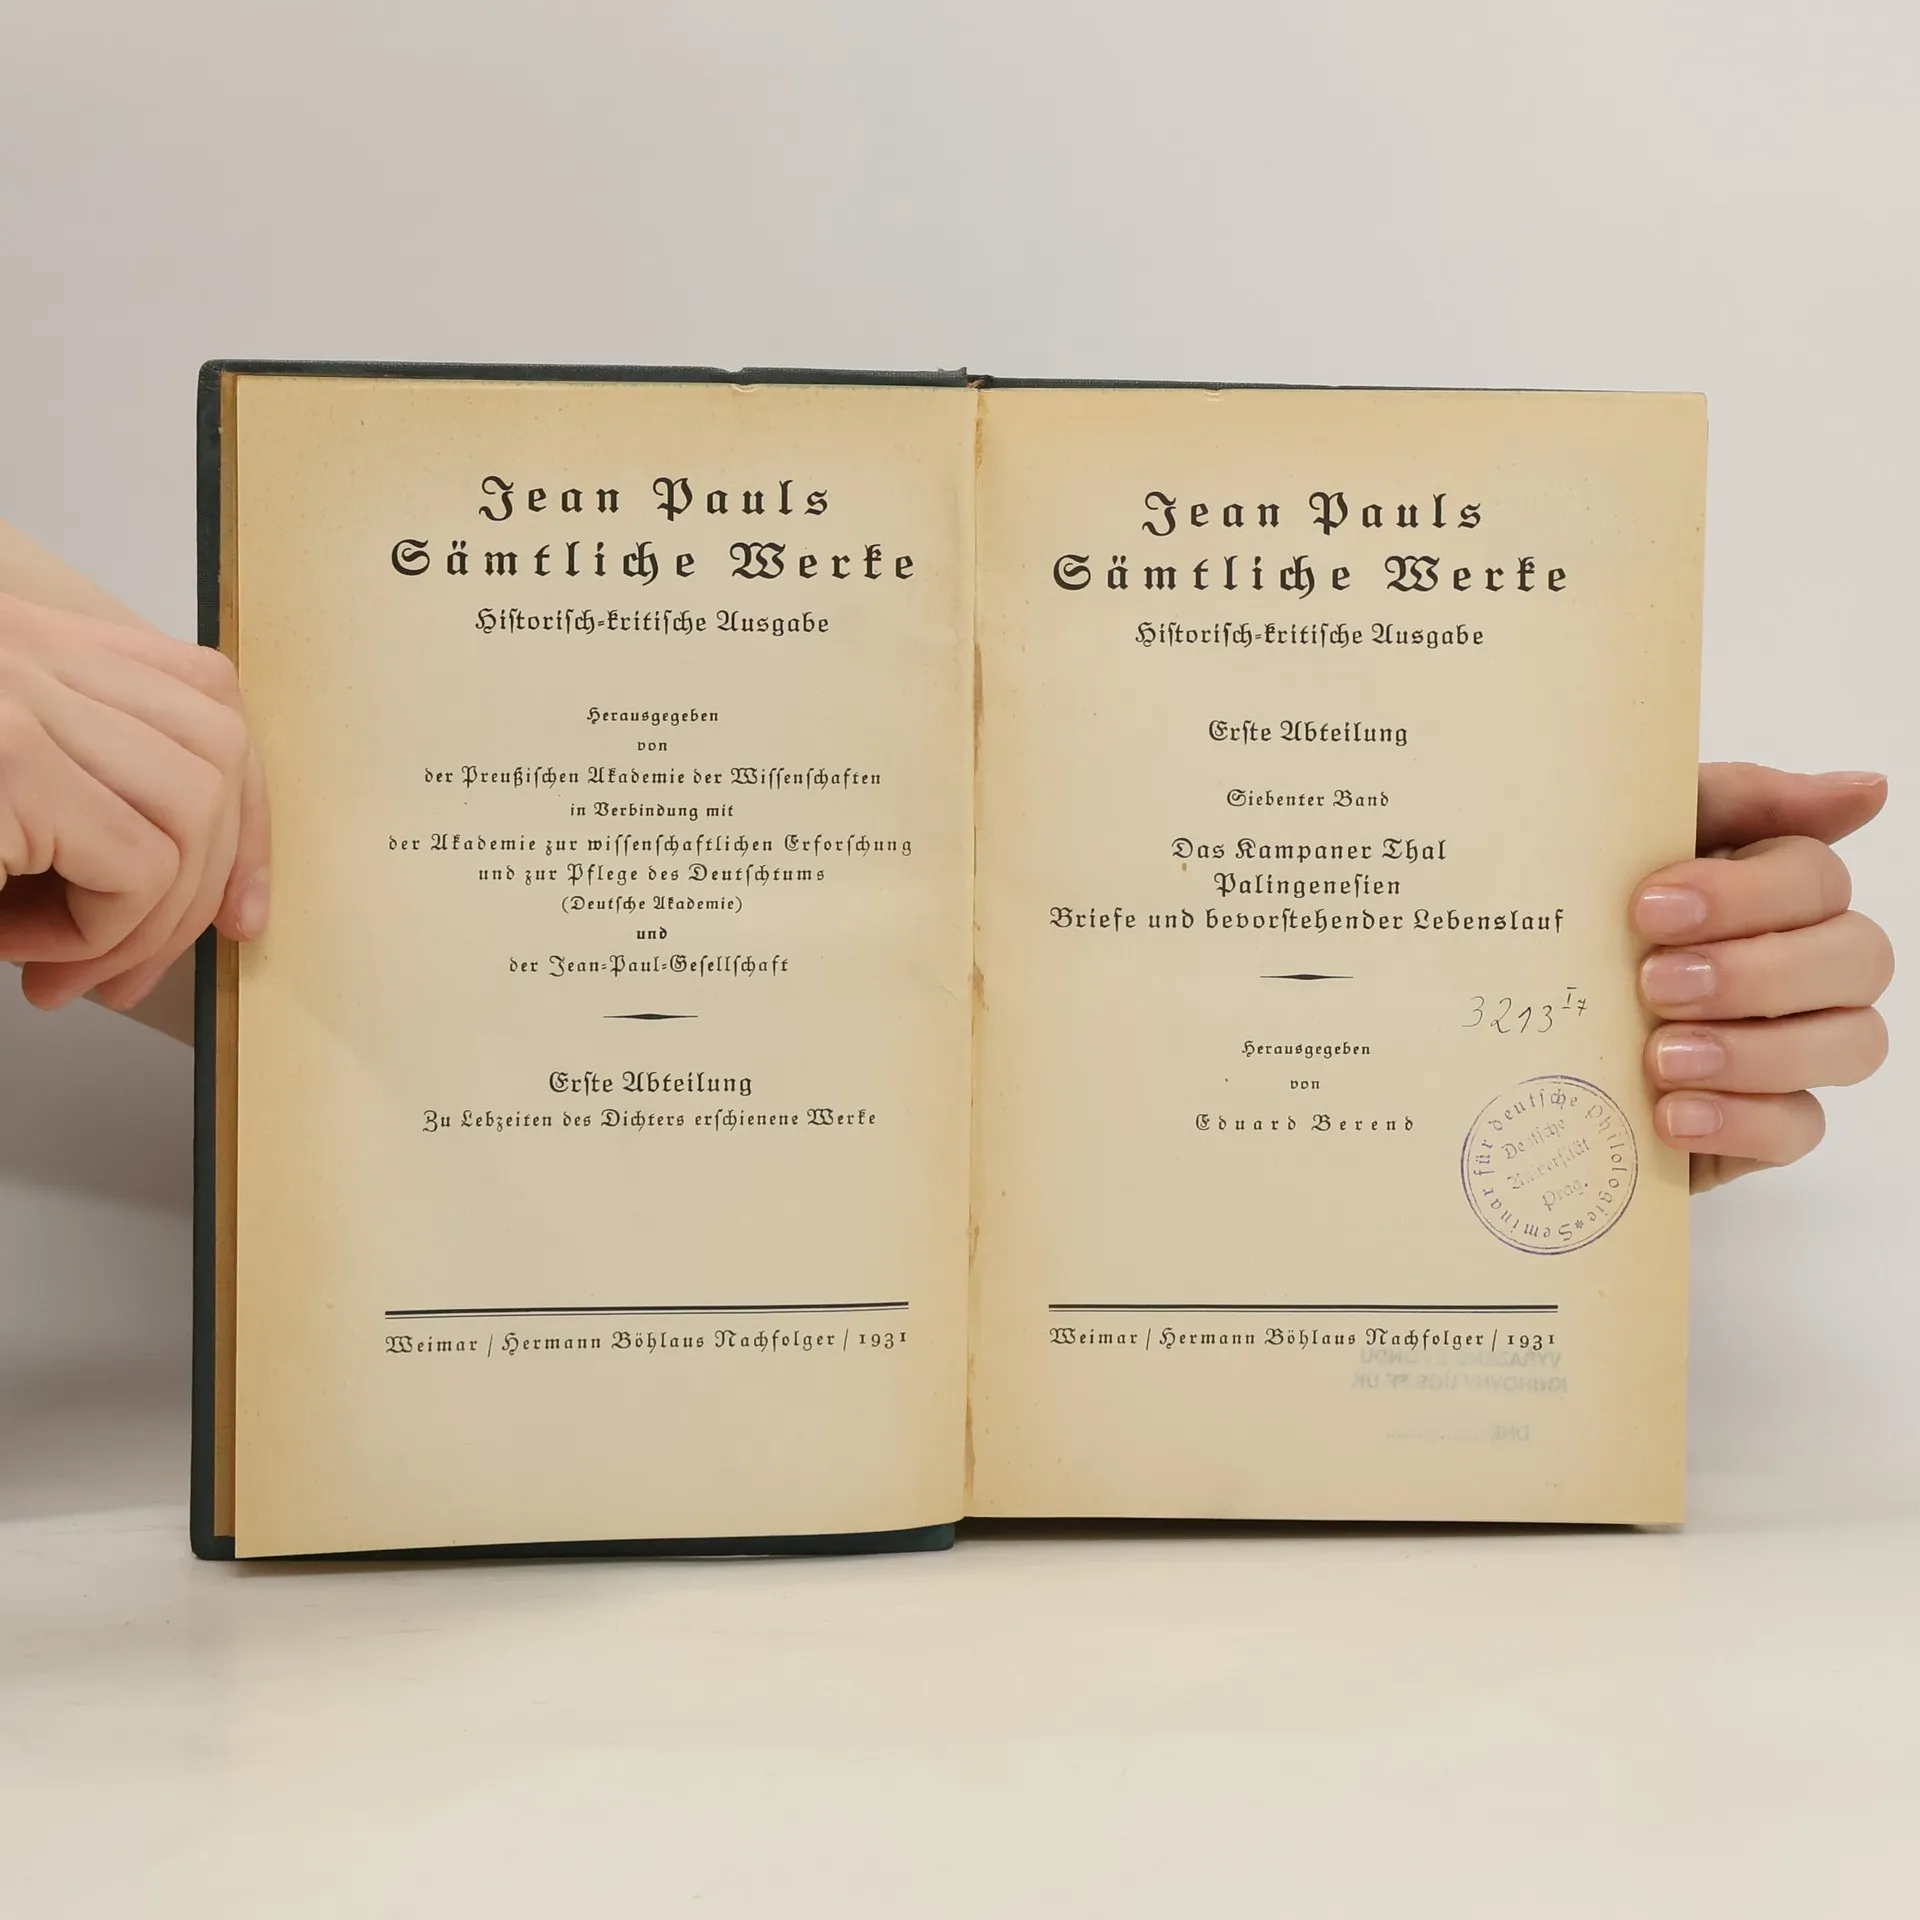 Jean Pauls
Sämtliche Werke
Hiſtoriſch-kritiſche Ausgabe
Herausgegeben
von
der Preußiſchen Akademie der Wiſſenſchaften
in Verbindung mit
der Akademie zur wiſſenſchaftlichen Erforſchung
und zur Pflege des Deutſchtums
(Deutſche Akademie)
und
der Jean-Paul-Geſellſchaft
Erſte Abteilung
Zu Lebzeiten des Dichters erſchienene Werke
Weimar / Hermann Böhlaus Nachfolger / 1931
Jean Pauls
Sämtliche Werke
Hiſtoriſch-kritiſche Ausgabe
Erſte Abteilung
Siebenter Band
Das Kampaner Thal
Palingeneſien
Briefe und bevorſtehender Lebenslauf
3213 I 7
Herausgegeben
von
Eduard Berend
Seminar für deutſche Philologie *
Deutſche
Univerſität
Prag.
Weimar / Hermann Böhlaus Nachfolger / 1931